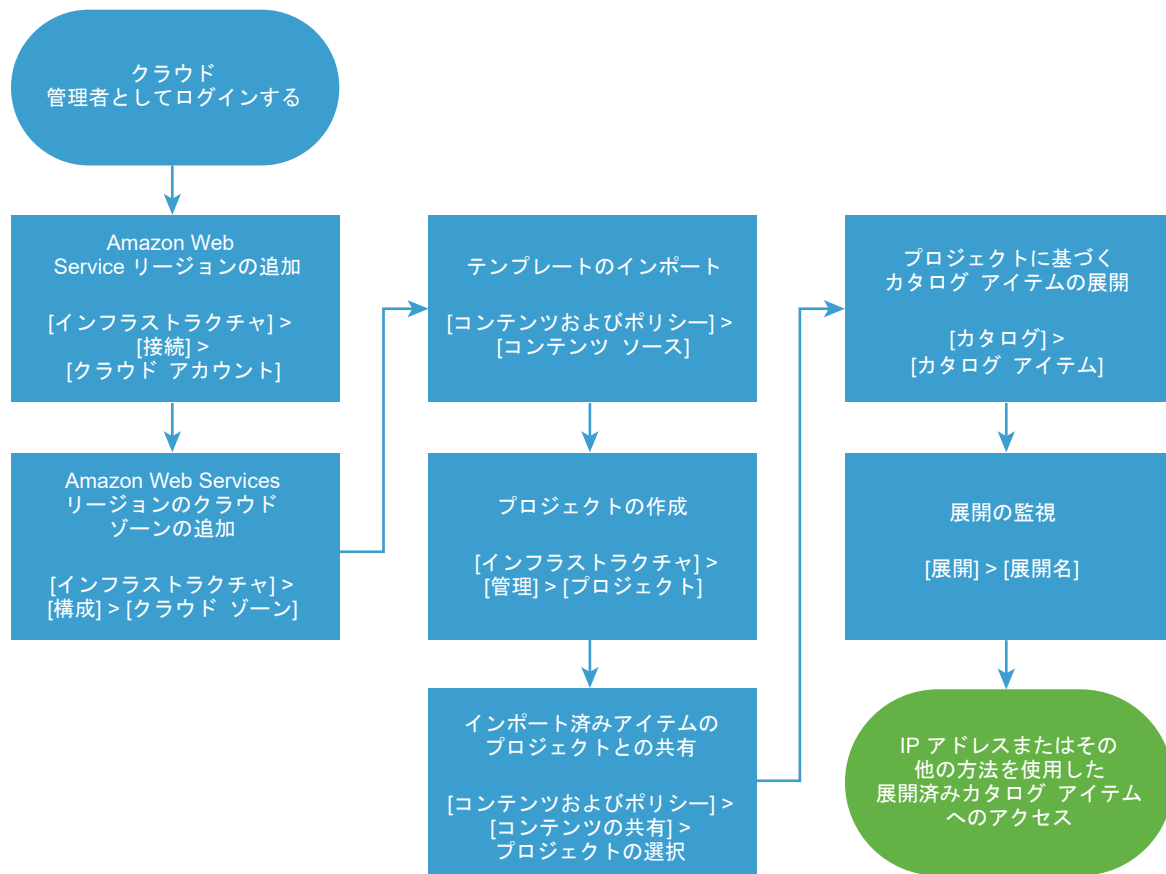 クラウド
管理者としてログインする
Amazon Web
Service リージョンの追加
[インフラストラクチャ] >
[接続] >
[クラウド アカウント]
Amazon Web Services
リージョンのクラウド
ゾーンの追加
[インフラストラクチャ] >
[構成] > [クラウド ゾーン]
テンプレートのインポート
[コンテンツおよびポリシー] >
[コンテンツ ソース]
プロジェクトの作成
[インフラストラクチャ] >
[管理] > [プロジェクト]
インポート済みアイテムの
プロジェクトとの共有
[コンテンツおよびポリシー] >
[コンテンツの共有] >
プロジェクトの選択
プロジェクトに基づく
カタログ アイテムの展開
[カタログ] >
[カタログ アイテム]
展開の監視
[展開] > [展開名]
IP アドレスまたはその
他の方法を使用した
展開済みカタログ アイテム
へのアクセス